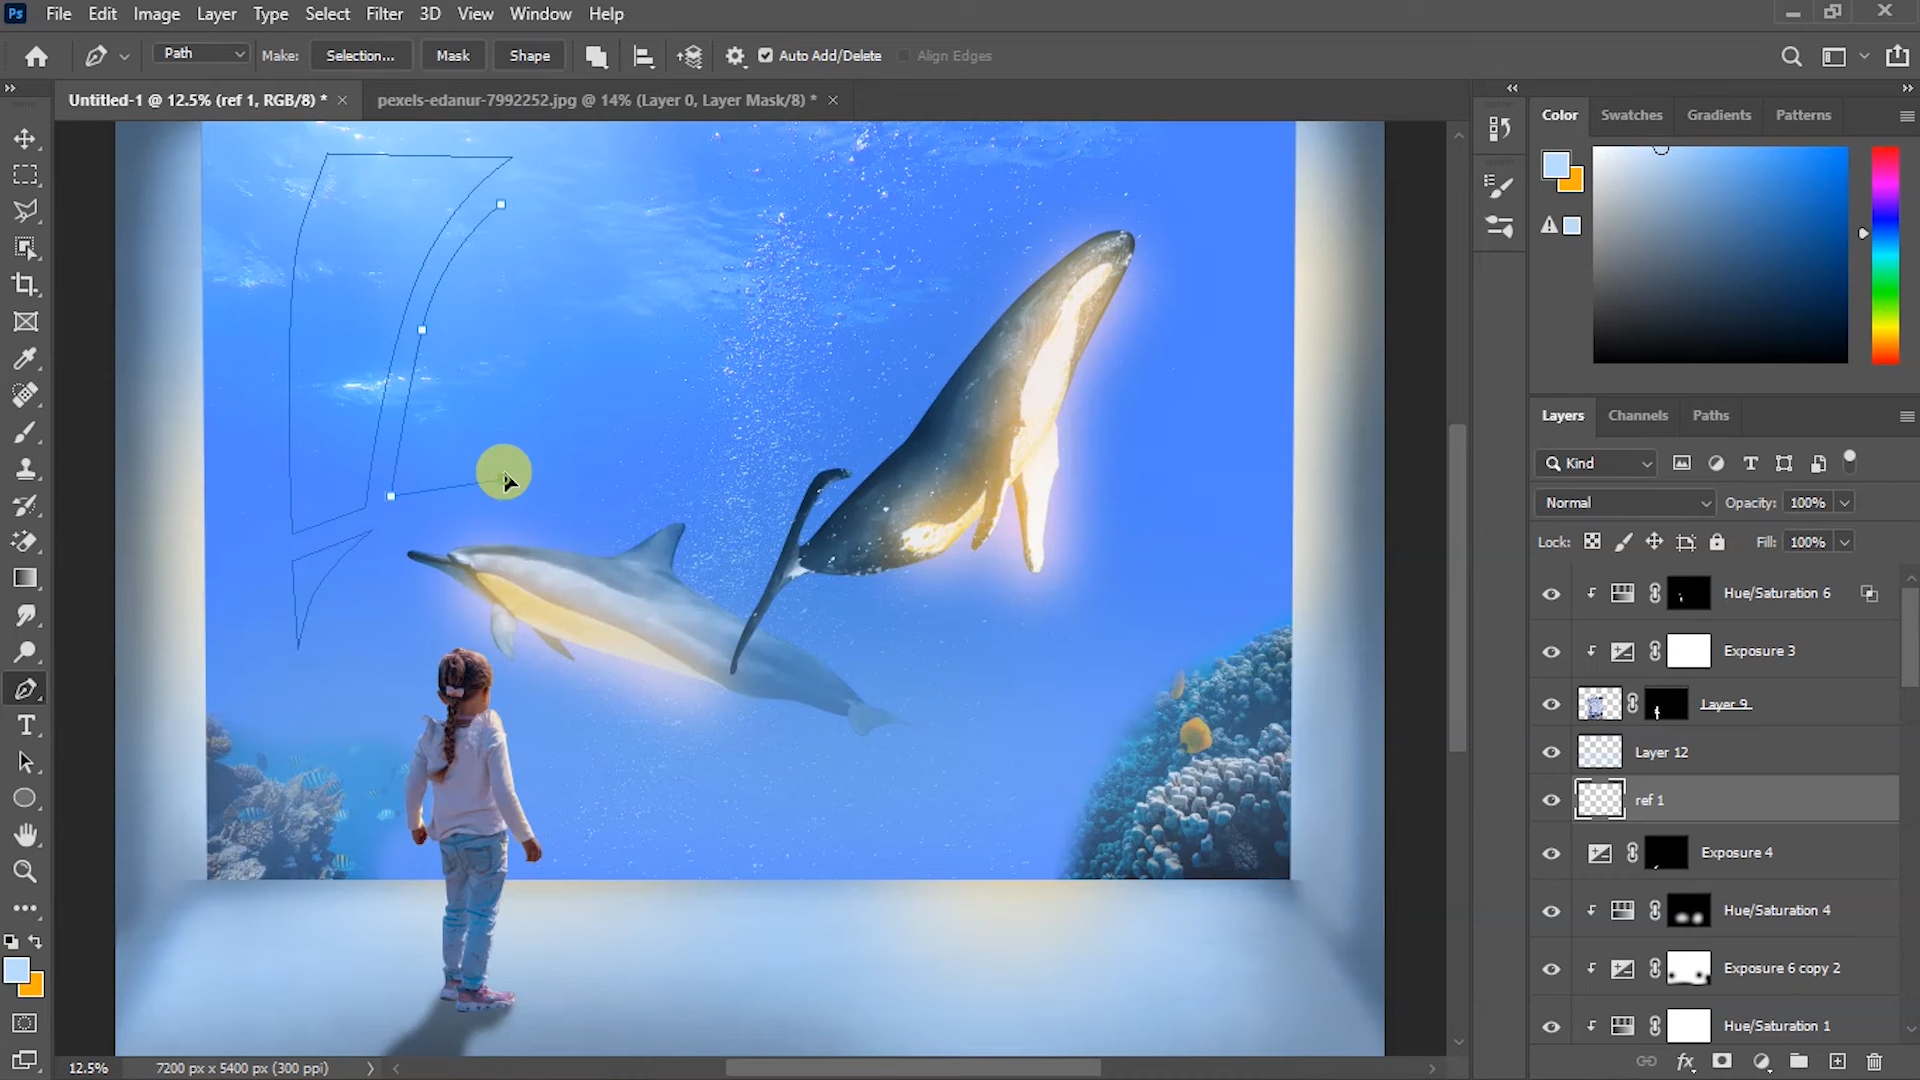 Ps File Edit Image Layer Type Select Filter 3D View Window Help
Path Make: Selection... Mask Shape Auto Add/Delete Align Edges
Untitled-1 @ 12.5% (ref 1, RGB/8) * pexels-edanur-7992252.jpg @ 14% (Layer 0, Layer Mask/8) *
Color Swatches Gradients Patterns
Layers Channels Paths
Kind
Normal Opacity: 100%
Lock: Fill: 100%
Hue/Saturation 6
Exposure 3
Layer 9
Layer 12
ref 1
Exposure 4
Hue/Saturation 4
Exposure 6 copy 2
Hue/Saturation 1
12.5% 7200 px x 5400 px (300 ppi)